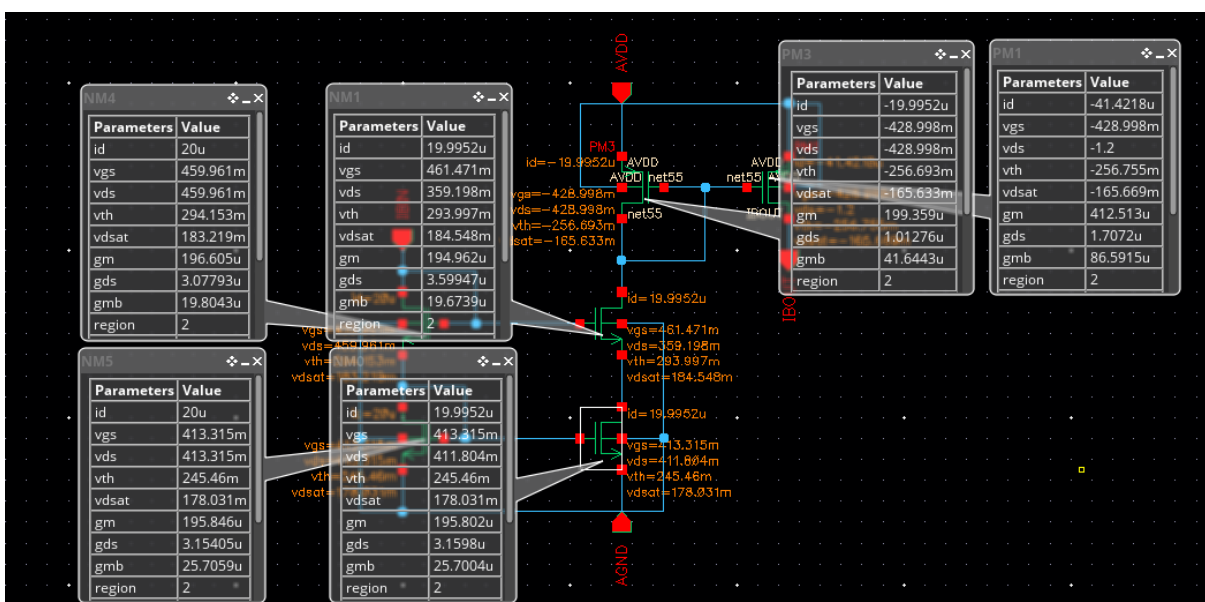 AVDD
PM3
Parameters Value
id -19.9952u
vgs -428.998m
vds -428.998m
vth -256.693m
vdsat -165.633m
gm 199.359u
gds 1.01276u
gmb 41.6443u
region 2
PM1
Parameters Value
id -41.4218u
vgs -428.998m
vds -1.2
vth -256.755m
vdsat -165.669m
gm 412.513u
gds 1.7072u
gmb 86.5915u
region 2
NM4
Parameters Value
id 20u
vgs 459.961m
vds 459.961m
vth 294.153m
vdsat 183.219m
gm 196.605u
gds 3.07793u
gmb 19.8043u
region 2
NM1
Parameters Value
id 19.9952u
vgs 461.471m
vds 359.198m
vth 293.997m
vdsat 184.548m
gm 194.962u
gds 3.59947u
gmb 19.6739u
region 2
PM3
id=-19.9952u
AVDD
AVDD
net55
net55
AVDD
vgs=-428.998m
vds=-428.998m
vth=-256.693m
id=19.9952u
vgs=461.471m
vds=359.198m
vth=293.997m
vdsat=184.548m
NM5
Parameters Value
id 20u
vgs 413.315m
vds 413.315m
vth 245.46m
vdsat 178.031m
gm 195.846u
gds 3.15405u
gmb 25.7059u
region 2
NM0
Parameters Value
id 19.9952u
vgs 413.315m
vds 411.804m
vth 245.46m
vdsat 178.031m
gm 195.802u
gds 3.1598u
gmb 25.7004u
region 2
id=19.9952u
vgs=413.315m
vds=411.804m
vth=245.46m
vdsat=178.031m
AGND